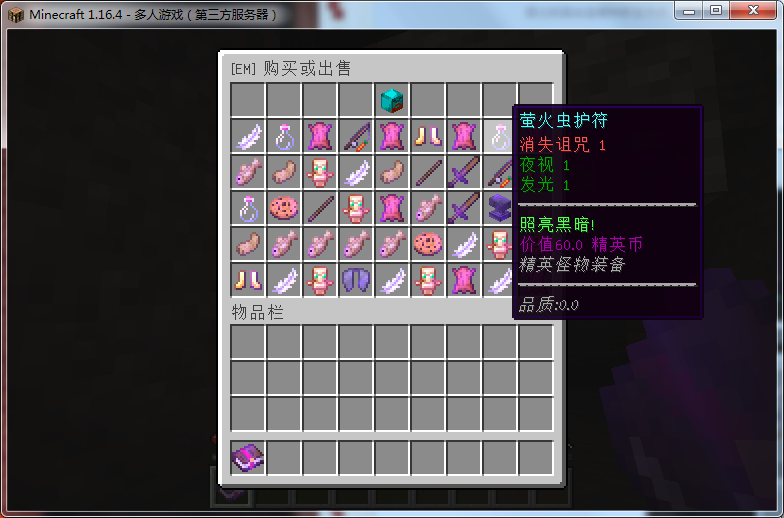 Minecraft 1.16.4 - 多人游戏（第三方服务器）
[EM] 购买或出售
萤火虫护符
消失诅咒 1
夜视 1
发光 1
照亮黑暗!
价值60.0 精英币
精英怪物装备
品质:0.0
物品栏